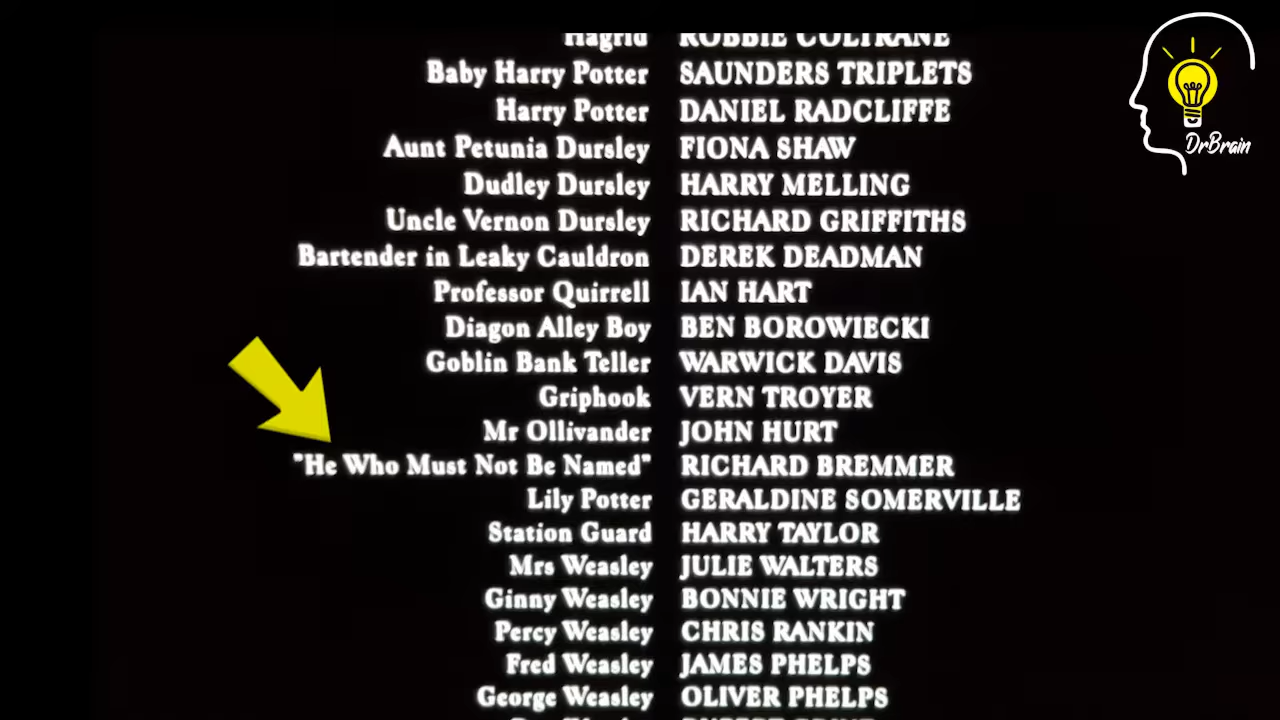 Hagrid ROBBIE COLTRANE
Baby Harry Potter SAUNDERS TRIPLETS
Harry Potter DANIEL RADCLIFFE
Aunt Petunia Dursley FIONA SHAW
Dudley Dursley HARRY MELLING
Uncle Vernon Dursley RICHARD GRIFFITHS
Bartender in Leaky Cauldron DEREK DEADMAN
Professor Quirrell IAN HART
Diagon Alley Boy BEN BOROWIECKI
Goblin Bank Teller WARWICK DAVIS
Griphook VERN TROYER
Mr Ollivander JOHN HURT
"He Who Must Not Be Named" RICHARD BREMMER
Lily Potter GERALDINE SOMERVILLE
Station Guard HARRY TAYLOR
Mrs Weasley JULIE WALTERS
Ginny Weasley BONNIE WRIGHT
Percy Weasley CHRIS RANKIN
Fred Weasley JAMES PHELPS
George Weasley OLIVER PHELPS
DrBrain